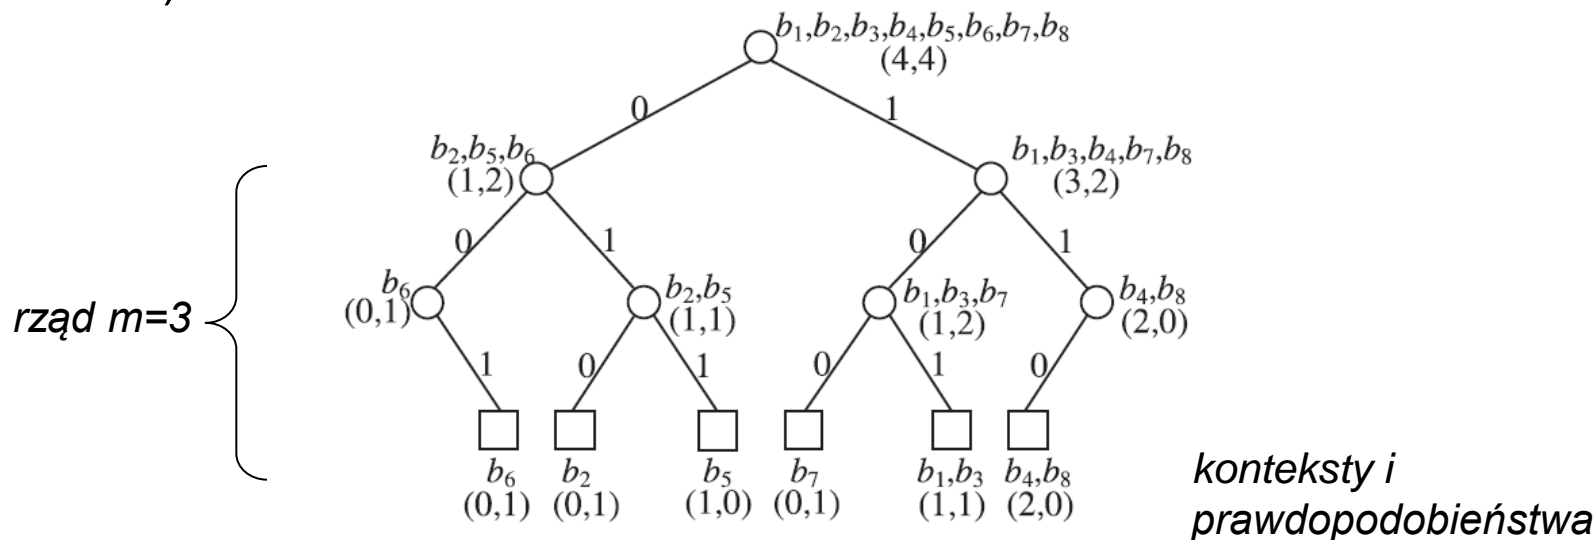 )
b₁,b₂,b₃,b₄,b₅,b₆,b₇,b₈
(4,4)
0 1
b₂,b₅,b₆
(1,2)
b₁,b₃,b₄,b₇,b₈
(3,2)
0 1 0 1
b₆
(0,1)
b₂,b₅
(1,1)
b₁,b₃,b₇
(1,2)
b₄,b₈
(2,0)
rząd m=3
1 0 1 0 1 0
b₆
(0,1)
b₂
(0,1)
b₅
(1,0)
b₇
(0,1)
b₁,b₃
(1,1)
b₄,b₈
(2,0)
konteksty i
prawdopodobieństwa